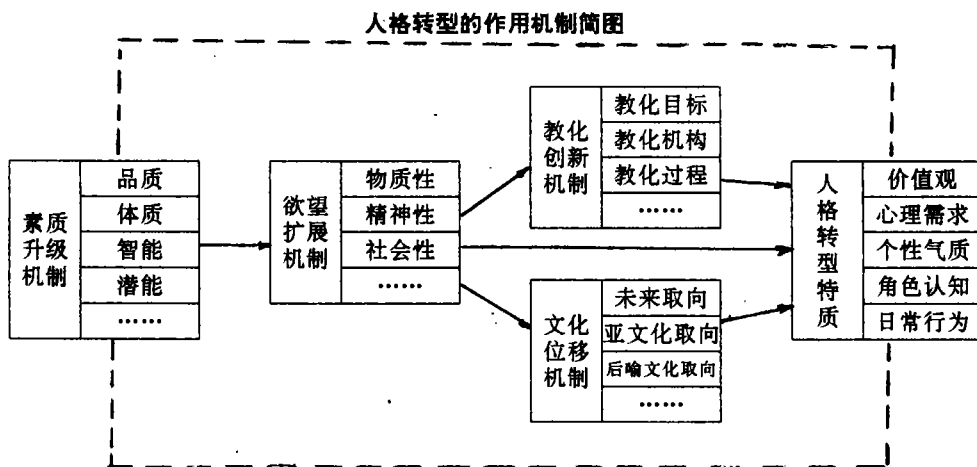 人格转型的作用机制简图
素质
升级
机制
品质
体质
智能
潜能
……
欲望
扩展
机制
物质性
精神性
社会性
……
教化
创新
机制
教化目标
教化机构
教化过程
……
文化
位移
机制
未来取向
亚文化取向
后喻文化取向
……
人格转型特质
价值观
心理需求
个性气质
角色认知
日常行为